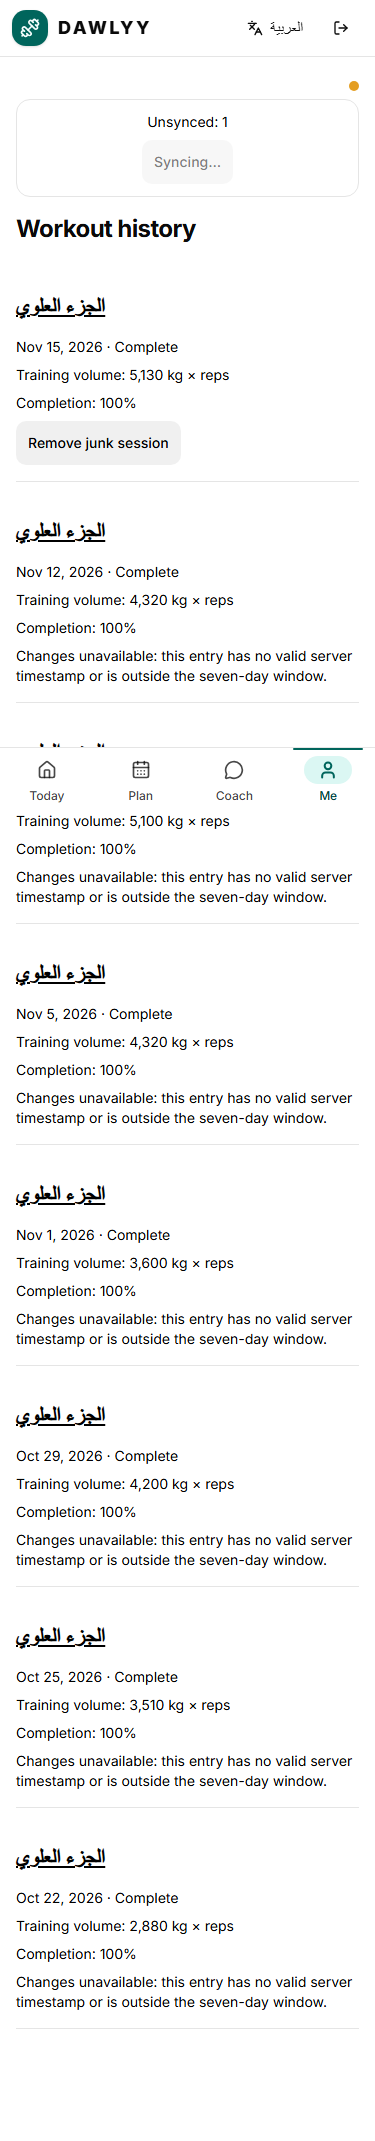 DAWLYY
العربية
Unsynced: 1
Syncing...
Workout history
الجزء العلوي
Nov 15, 2026 · Complete
Training volume: 5,130 kg × reps
Completion: 100%
Remove junk session
الجزء العلوي
Nov 12, 2026 · Complete
Training volume: 4,320 kg × reps
Completion: 100%
Changes unavailable: this entry has no valid server
timestamp or is outside the seven-day window.
Today
Plan
Coach
Me
Training volume: 5,100 kg × reps
Completion: 100%
Changes unavailable: this entry has no valid server
timestamp or is outside the seven-day window.
الجزء العلوي
Nov 5, 2026 · Complete
Training volume: 4,320 kg × reps
Completion: 100%
Changes unavailable: this entry has no valid server
timestamp or is outside the seven-day window.
الجزء العلوي
Nov 1, 2026 · Complete
Training volume: 3,600 kg × reps
Completion: 100%
Changes unavailable: this entry has no valid server
timestamp or is outside the seven-day window.
الجزء العلوي
Oct 29, 2026 · Complete
Training volume: 4,200 kg × reps
Completion: 100%
Changes unavailable: this entry has no valid server
timestamp or is outside the seven-day window.
الجزء العلوي
Oct 25, 2026 · Complete
Training volume: 3,510 kg × reps
Completion: 100%
Changes unavailable: this entry has no valid server
timestamp or is outside the seven-day window.
الجزء العلوي
Oct 22, 2026 · Complete
Training volume: 2,880 kg × reps
Completion: 100%
Changes unavailable: this entry has no valid server
timestamp or is outside the seven-day window.